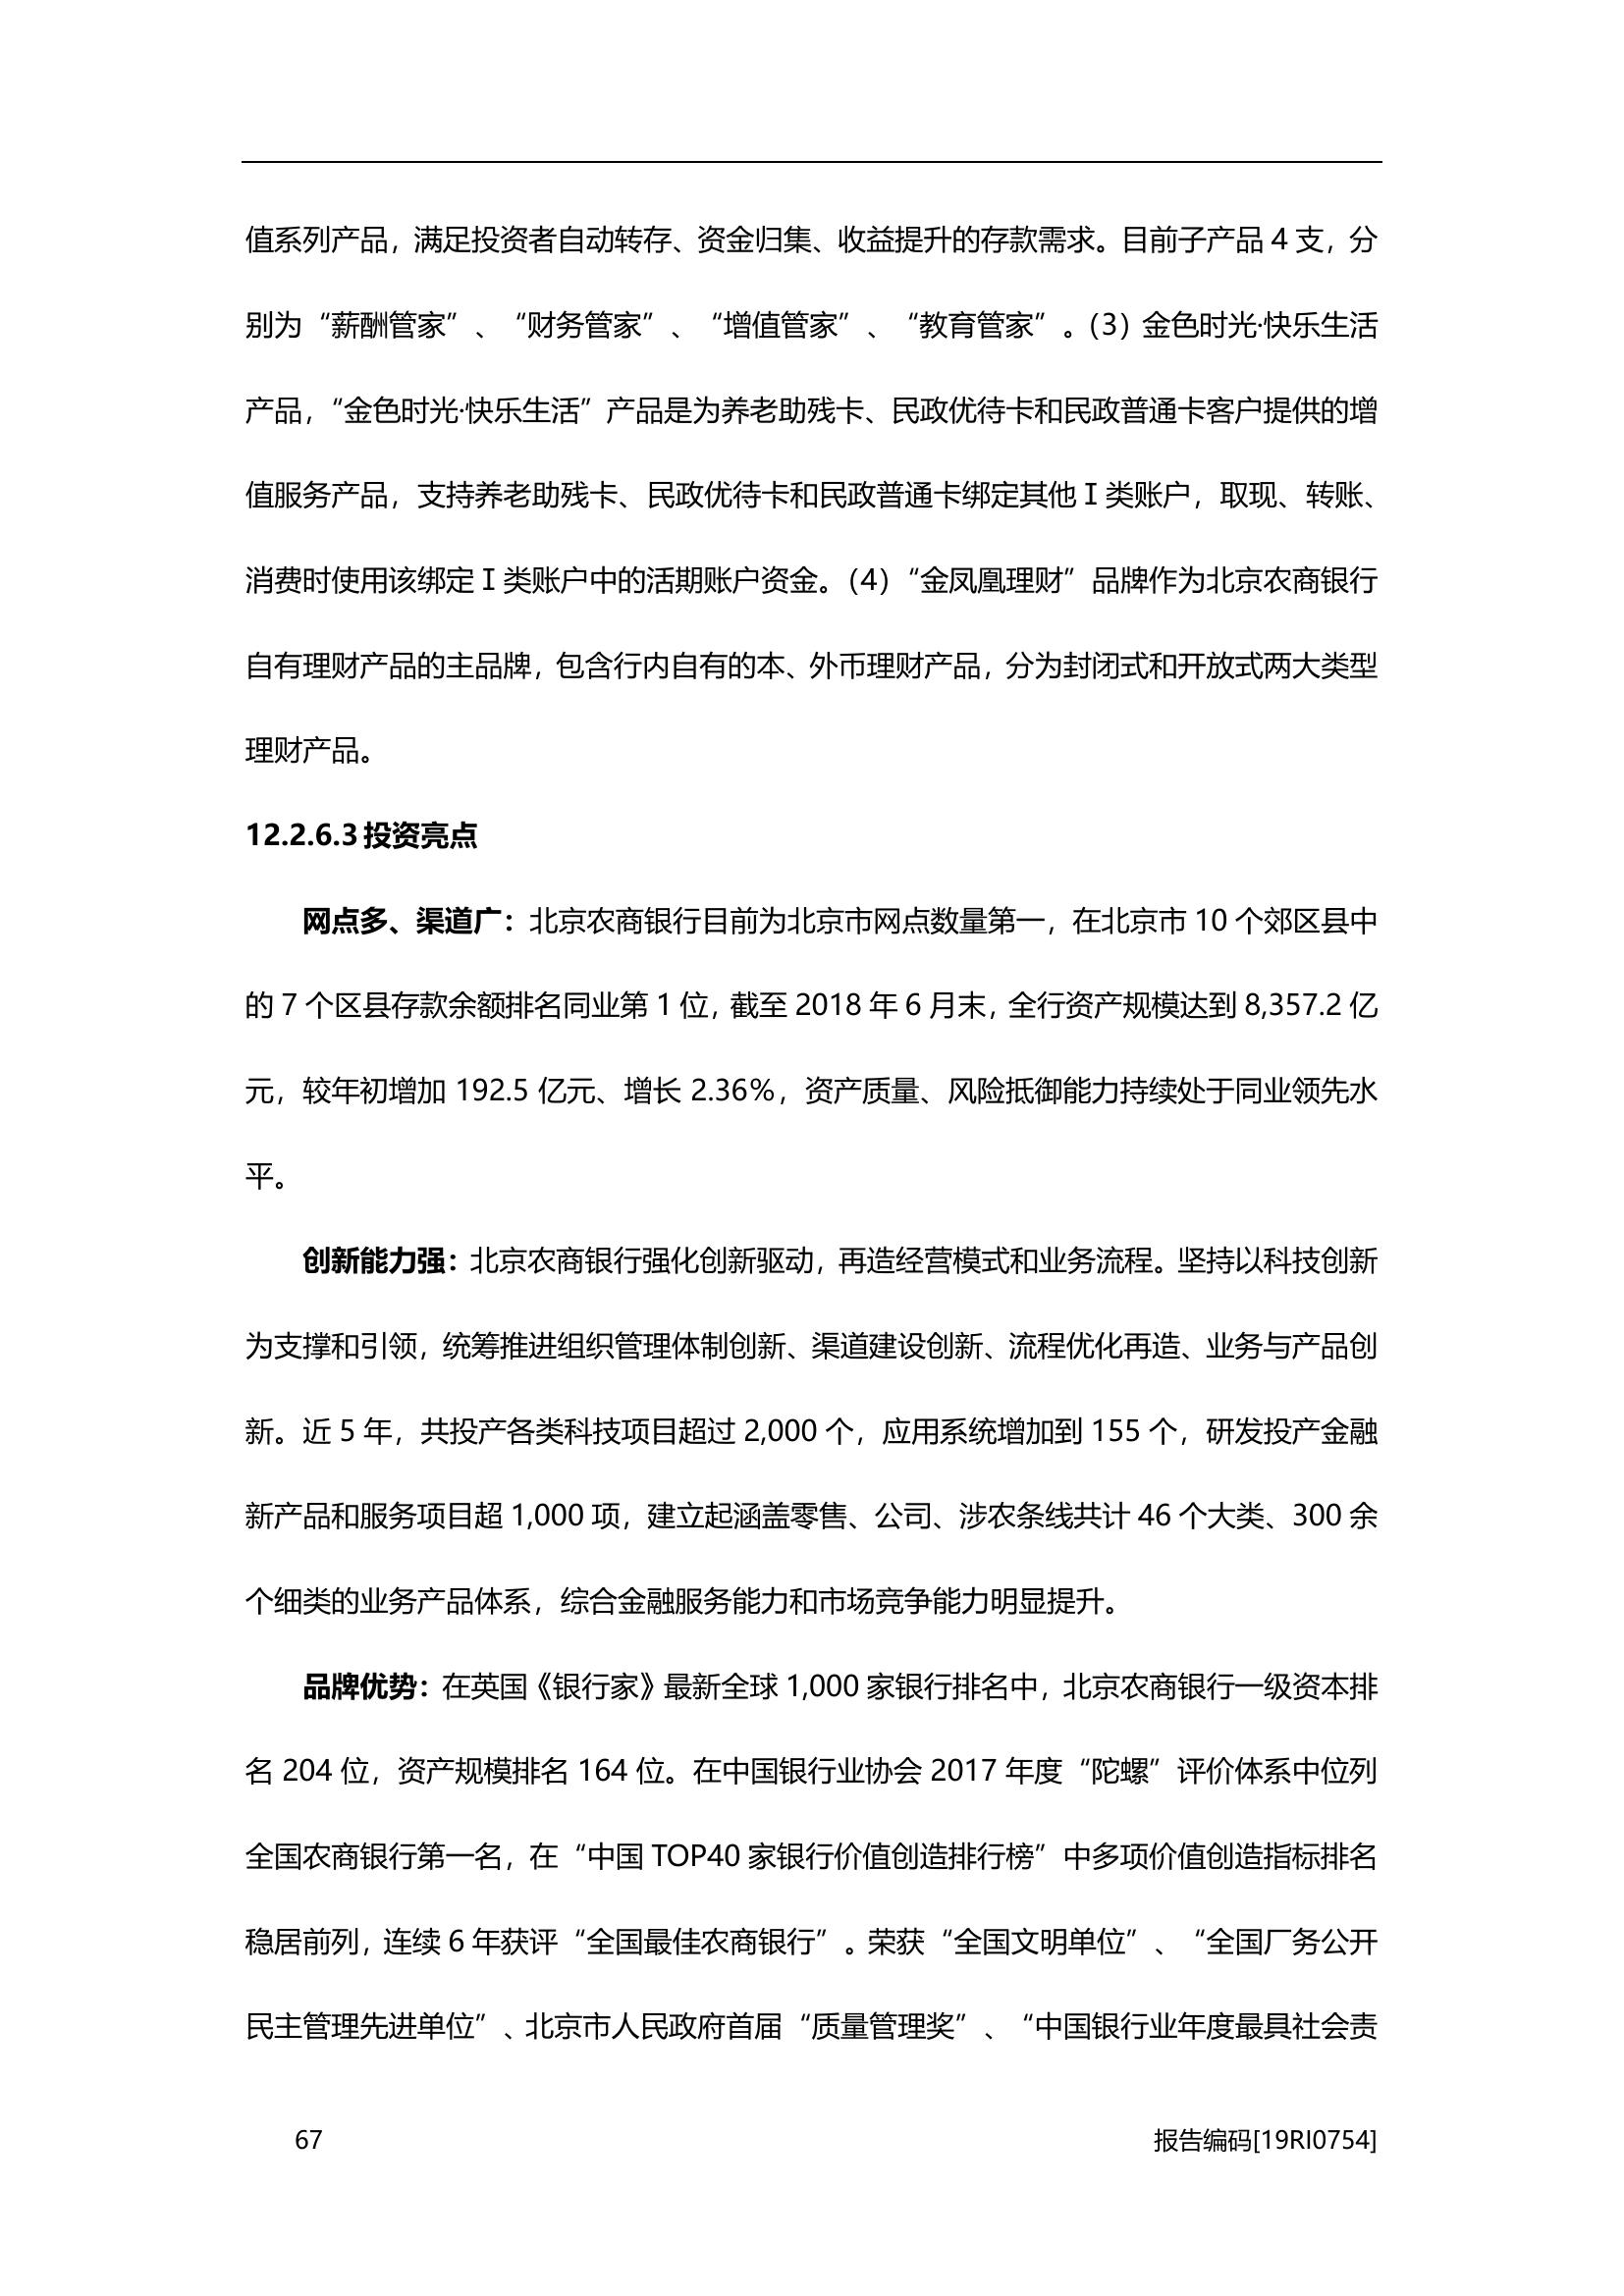 值系列产品，满足投资者自动转存、资金归集、收益提升的存款需求。目前子产品 4 支，分
别为“薪酬管家”、“财务管家”、“增值管家”、“教育管家”。（3）金色时光·快乐生活
产品，“金色时光·快乐生活”产品是为养老助残卡、民政优待卡和民政普通卡客户提供的增
值服务产品，支持养老助残卡、民政优待卡和民政普通卡绑定其他 I 类账户，取现、转账、
消费时使用该绑定 I 类账户中的活期账户资金。（4）“金凤凰理财”品牌作为北京农商银行
自有理财产品的主品牌，包含行内自有的本、外币理财产品，分为封闭式和开放式两大类型
理财产品。
12.2.6.3 投资亮点
网点多、渠道广：北京农商银行目前为北京市网点数量第一，在北京市 10 个郊区县中
的 7 个区县存款余额排名同业第 1 位，截至 2018 年 6 月末，全行资产规模达到 8,357.2 亿
元，较年初增加 192.5 亿元、增长 2.36%，资产质量、风险抵御能力持续处于同业领先水
平。
创新能力强：北京农商银行强化创新驱动，再造经营模式和业务流程。坚持以科技创新
为支撑和引领，统筹推进组织管理体制创新、渠道建设创新、流程优化再造、业务与产品创
新。近 5 年，共投产各类科技项目超过 2,000 个，应用系统增加到 155 个，研发投产金融
新产品和服务项目超 1,000 项，建立起涵盖零售、公司、涉农条线共计 46 个大类、300 余
个细类的业务产品体系，综合金融服务能力和市场竞争能力明显提升。
品牌优势：在英国《银行家》最新全球 1,000 家银行排名中，北京农商银行一级资本排
名 204 位，资产规模排名 164 位。在中国银行业协会 2017 年度“陀螺”评价体系中位列
全国农商银行第一名，在“中国 TOP40 家银行价值创造排行榜”中多项价值创造指标排名
稳居前列，连续 6 年获评“全国最佳农商银行”。荣获“全国文明单位”、“全国厂务公开
民主管理先进单位”、北京市人民政府首届“质量管理奖”、“中国银行业年度最具社会责
67 报告编码[19RI0754]